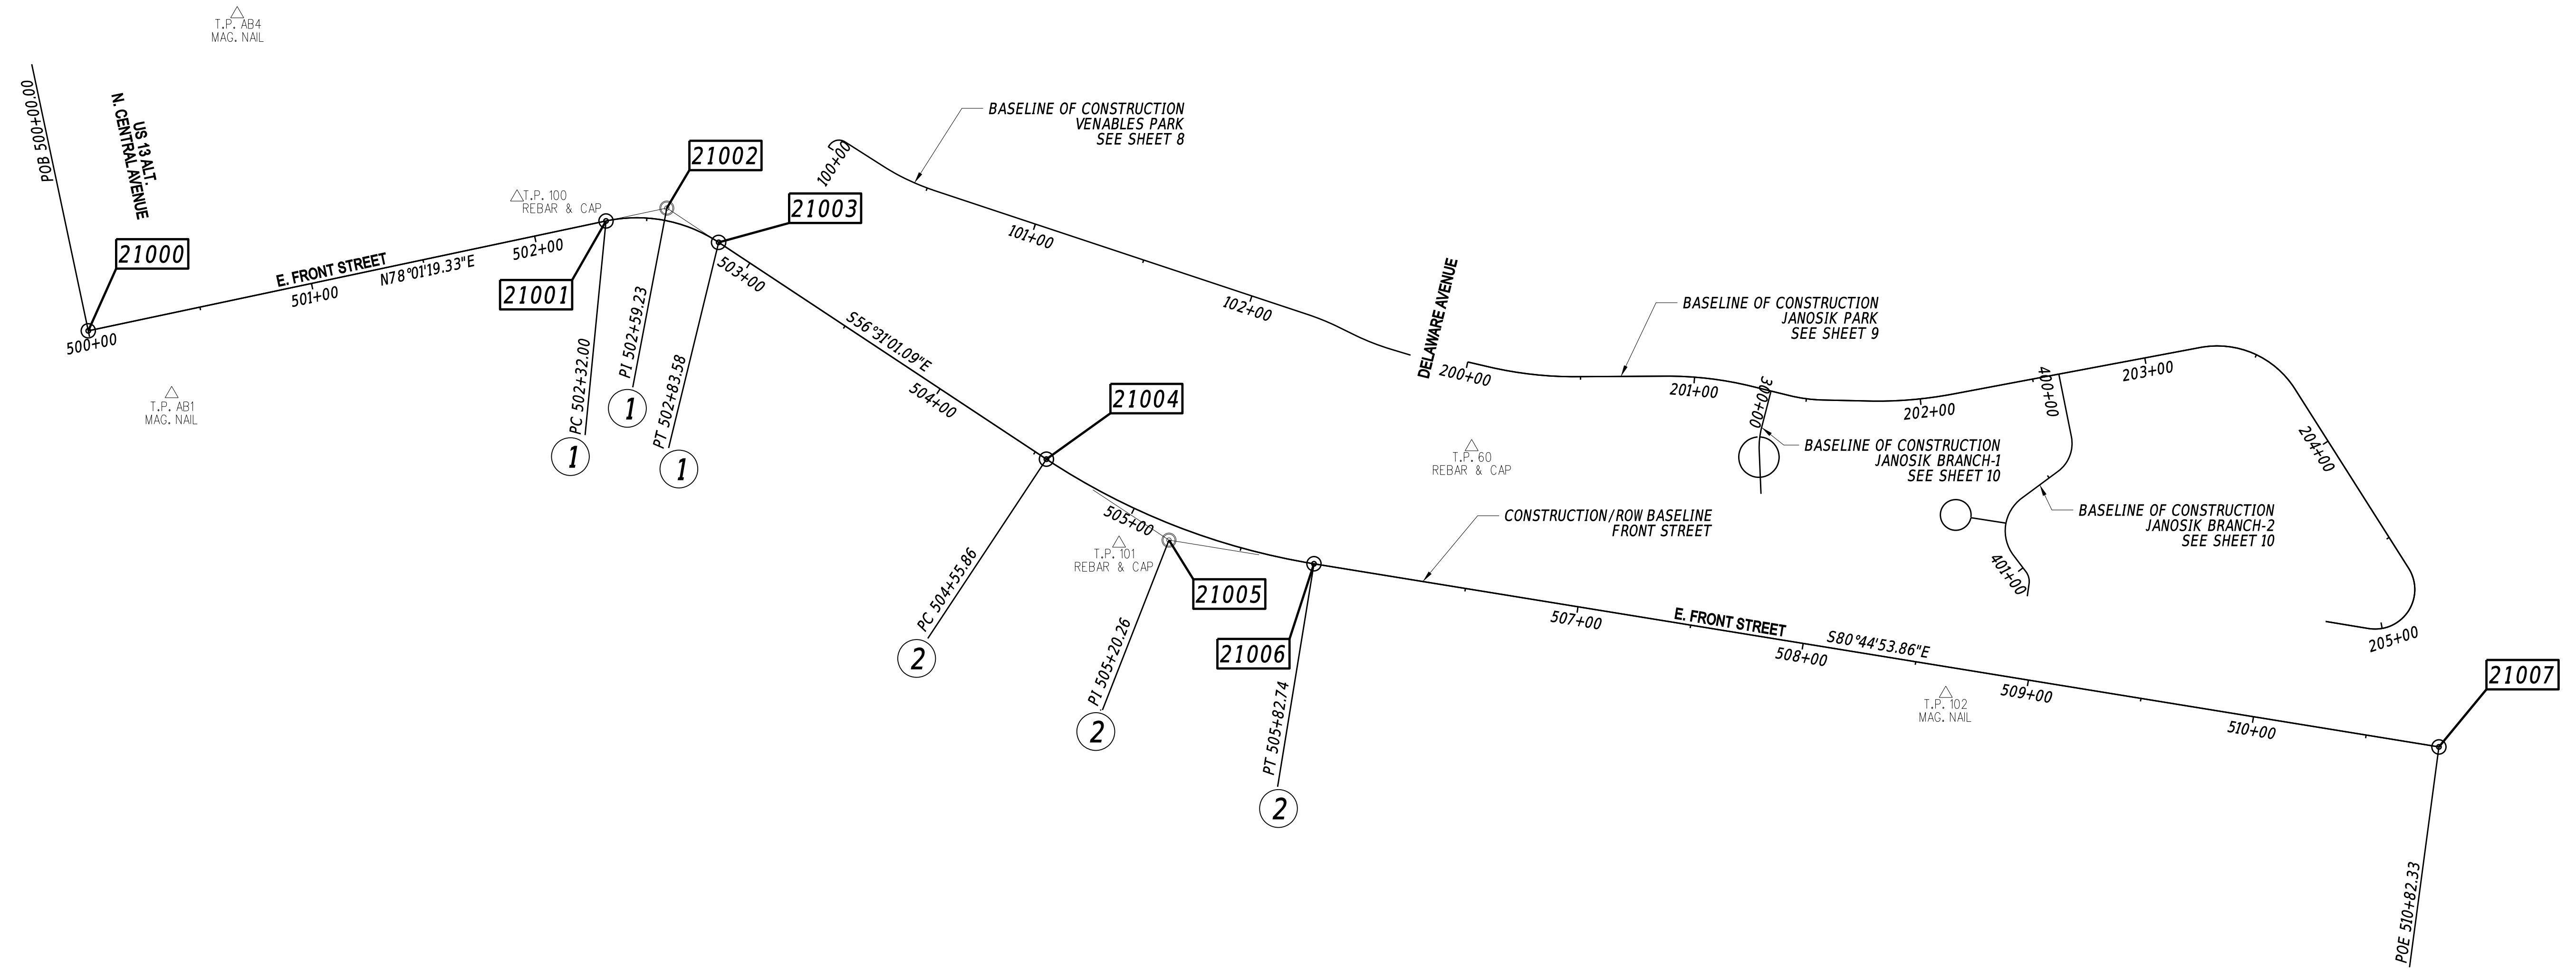 T.P. AB4
MAG. NAIL
POB 500+00.00
US 13 ALT.
N. CENTRAL AVENUE
21000
500+00
T.P. AB1
MAG. NAIL
E. FRONT STREET
501+00
N78°01'19.33"E
502+00
T.P. 100
REBAR & CAP
21001
21002
21003
PC 502+32.00
1
PI 502+59.23
1
PT 502+83.58
1
503+00
S56°31'01.09"E
504+00
100+00
BASELINE OF CONSTRUCTION
VENABLES PARK
SEE SHEET 8
101+00
102+00
DELAWARE AVENUE
200+00
BASELINE OF CONSTRUCTION
JANOSIK PARK
SEE SHEET 9
201+00
300+00
202+00
400+00
203+00
204+00
205+00
T.P. 60
REBAR & CAP
BASELINE OF CONSTRUCTION
JANOSIK BRANCH-1
SEE SHEET 10
BASELINE OF CONSTRUCTION
JANOSIK BRANCH-2
SEE SHEET 10
401+00
21004
PC 504+55.86
2
505+00
T.P. 101
REBAR & CAP
21005
PI 505+20.26
2
21006
PT 505+82.74
2
CONSTRUCTION/ROW BASELINE
FRONT STREET
507+00
E. FRONT STREET
508+00
S80°44'53.86"E
T.P. 102
MAG. NAIL
509+00
510+00
21007
POE 510+82.33